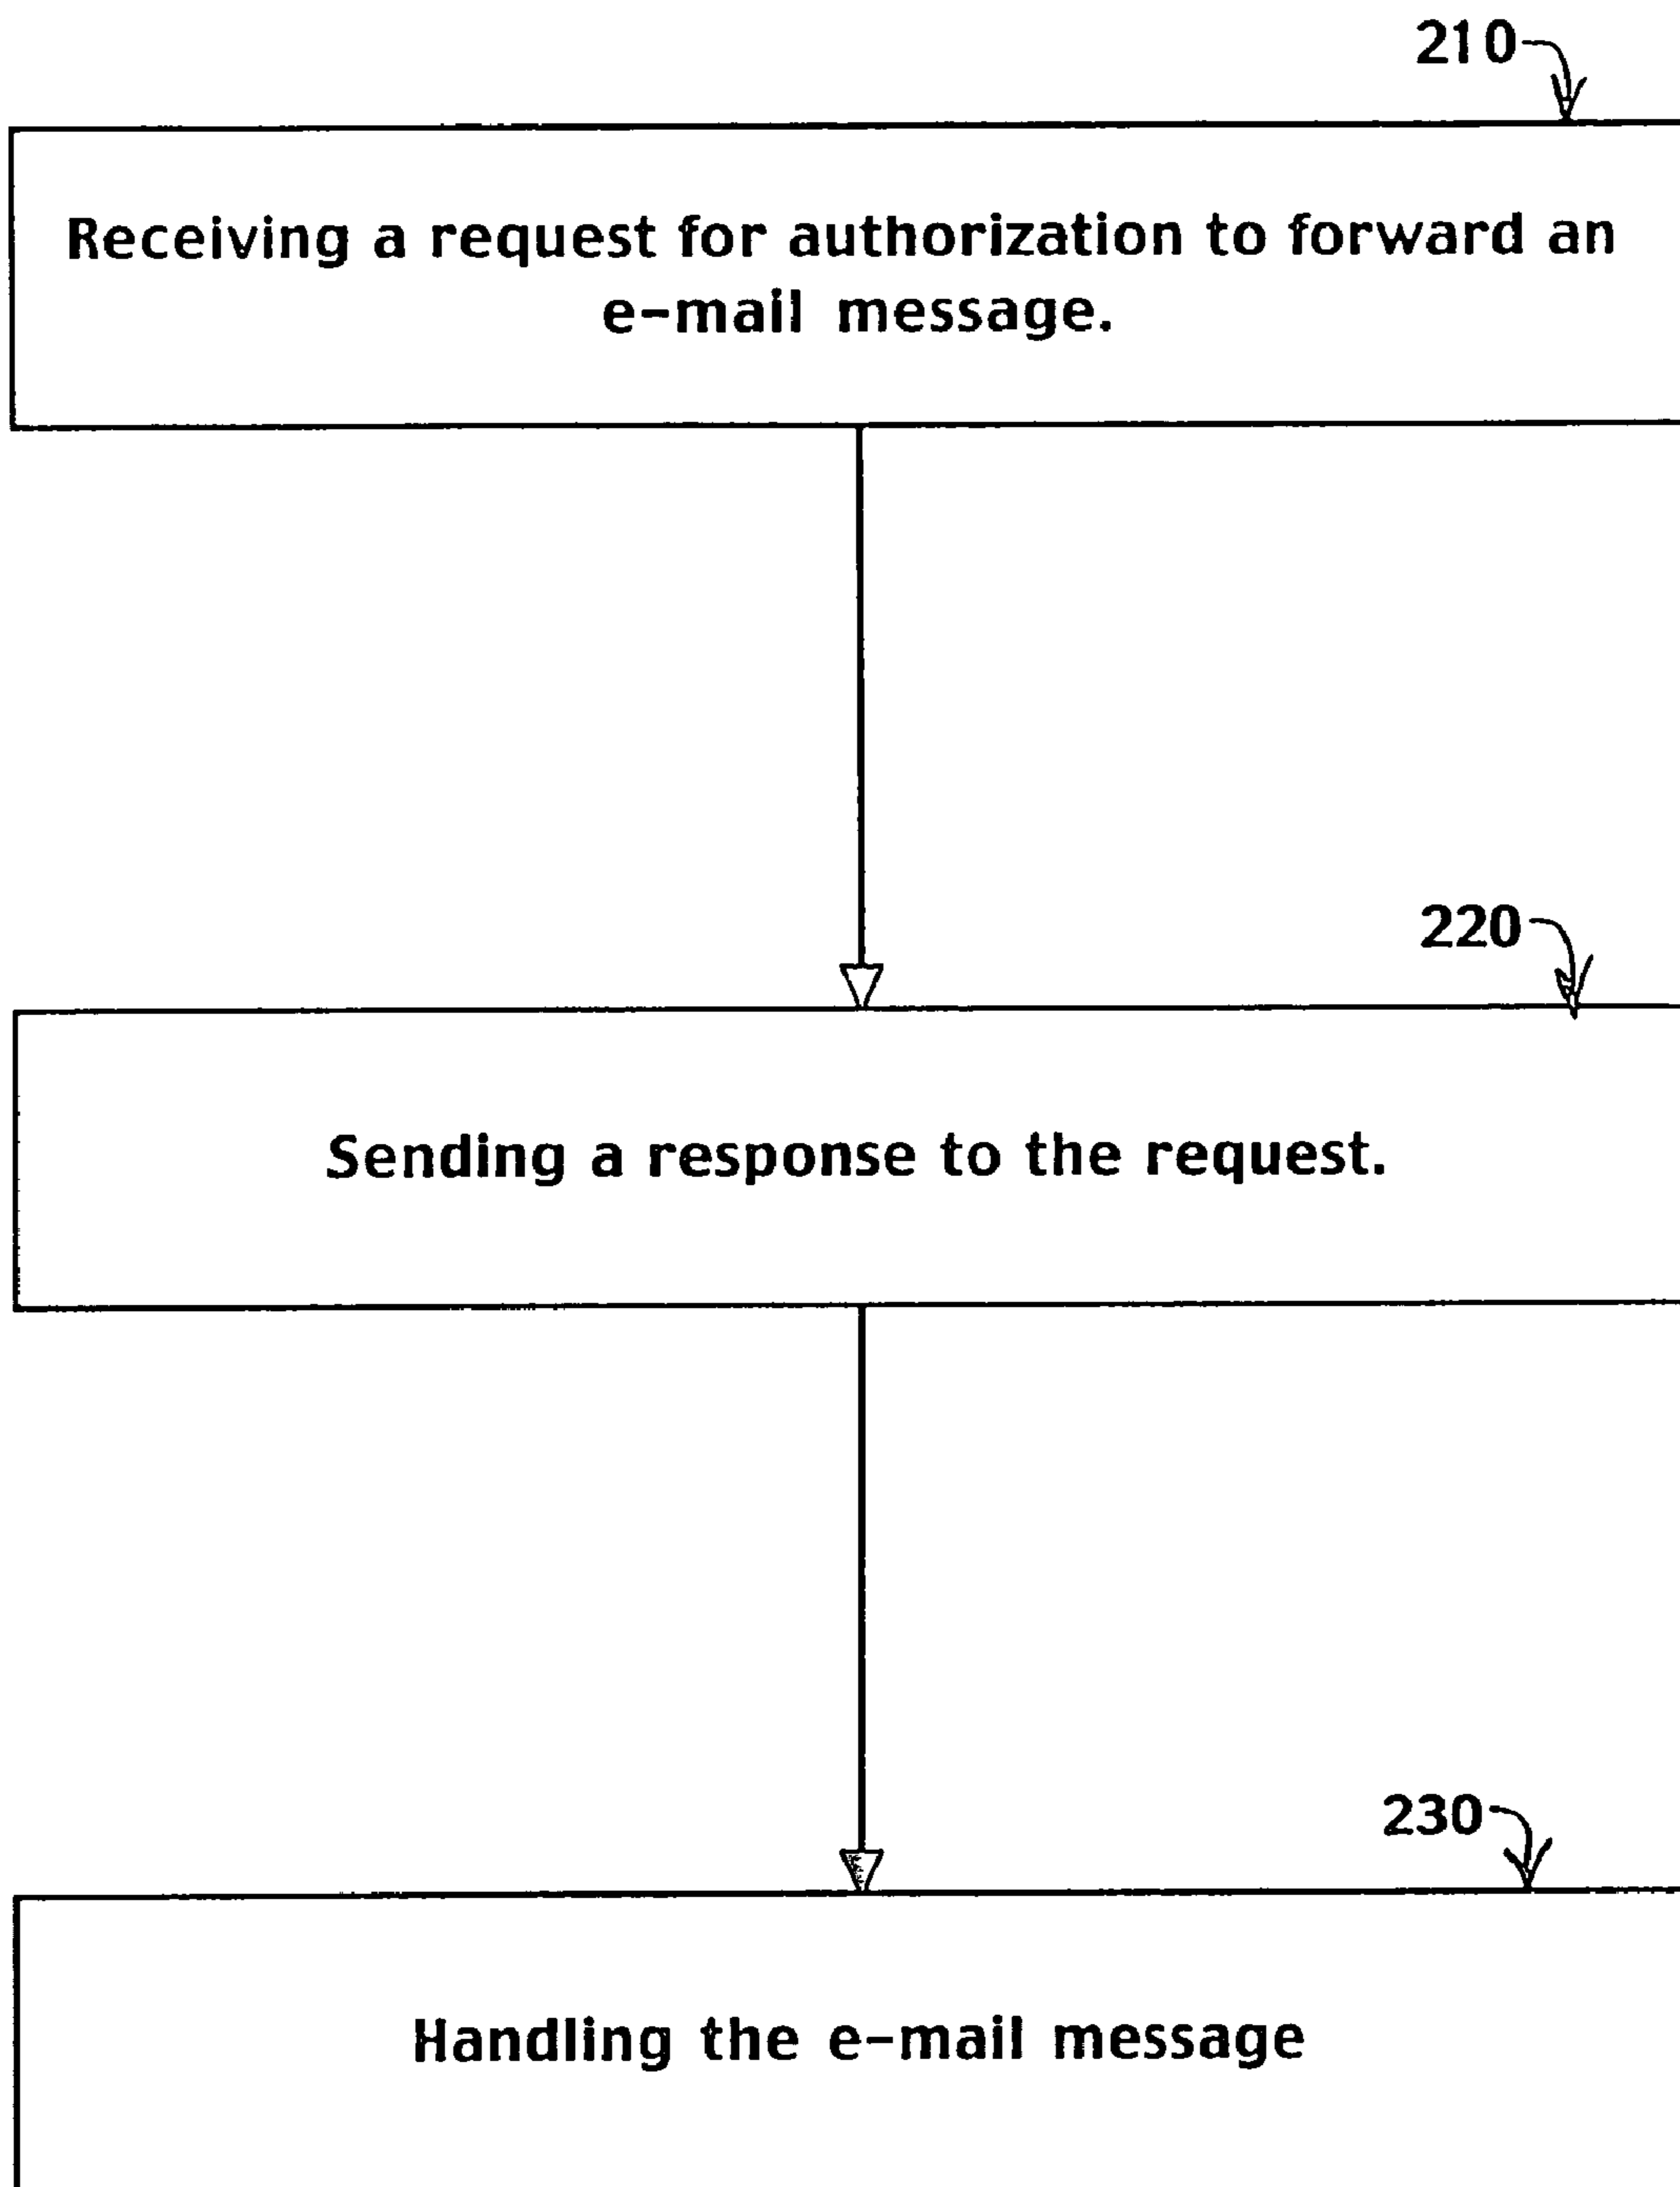 210
Receiving a request for authorization to forward an
e-mail message.
220
Sending a response to the request.
230
Handling the e-mail message